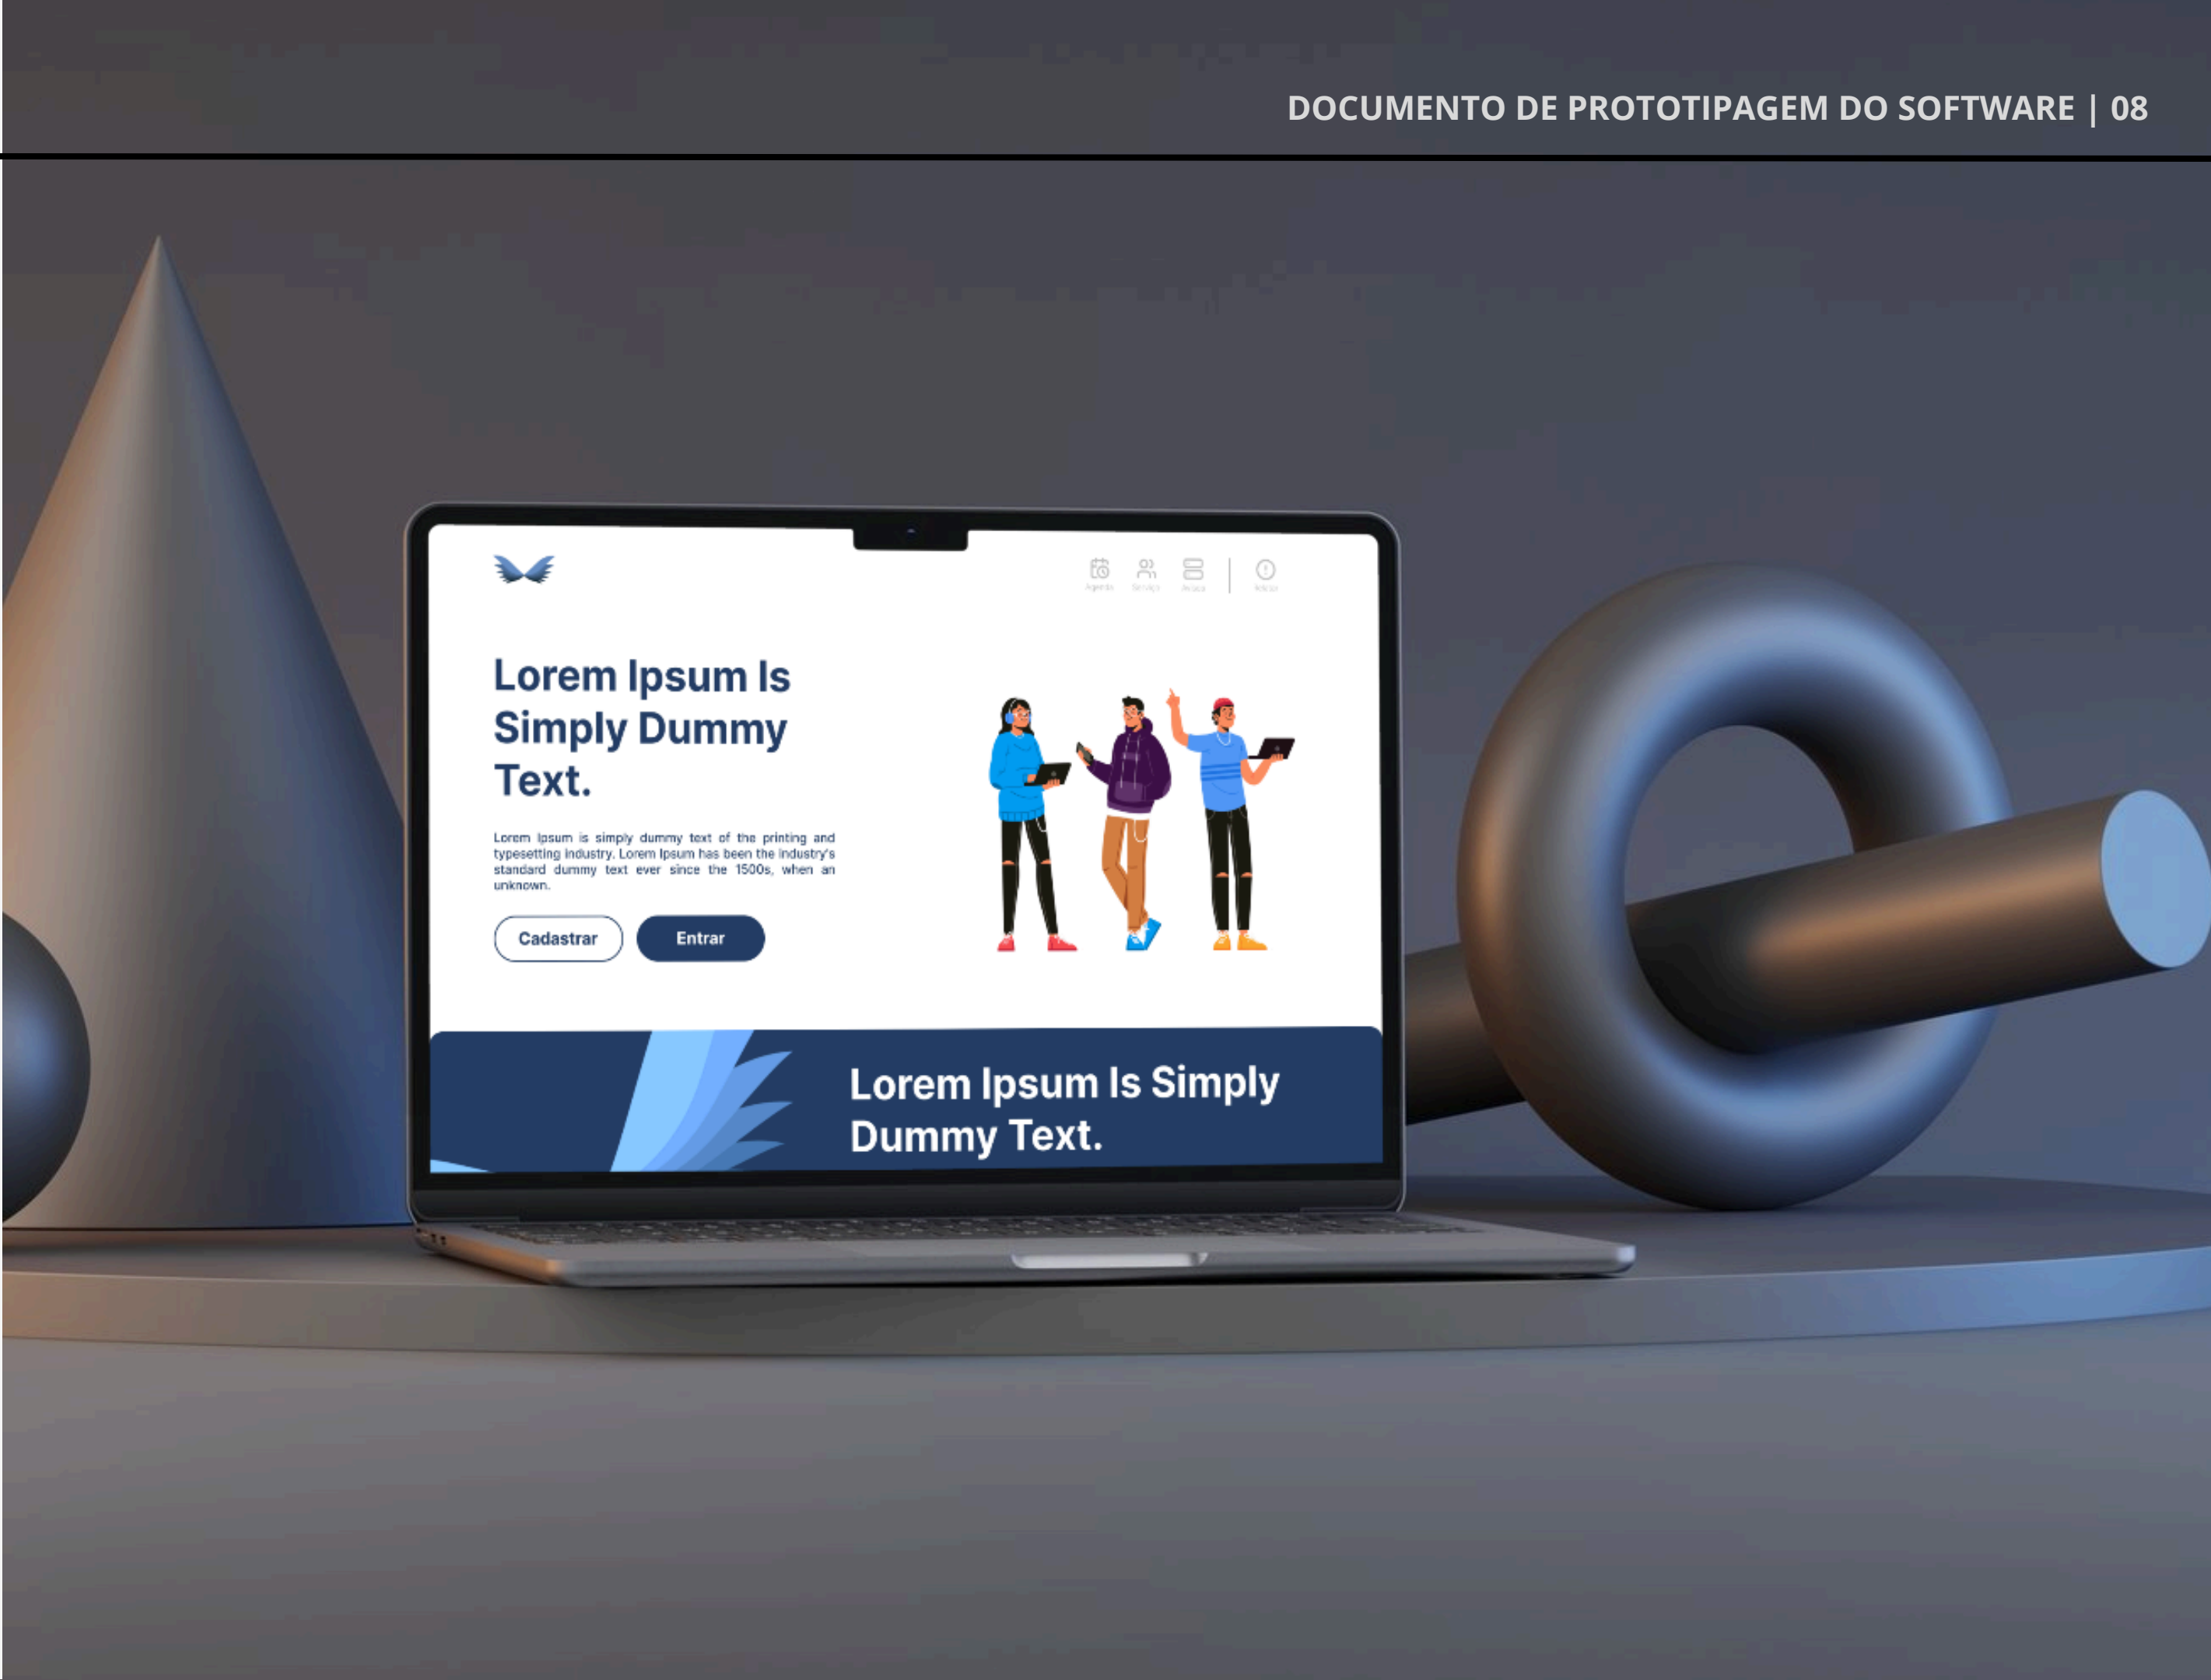 DOCUMENTO DE PROTOTIPAGEM DO SOFTWARE | 08
Agenda
Serviço
Lorem Ipsum Is
Simply Dummy
Text.
Lorem Ipsum is simply dummy text of the printing and
typesetting industry. Lorem Ipsum has been the industry's
standard dummy text ever since the 1500s, when an
unknown.
Cadastrar
Entrar
Lorem Ipsum Is Simply
Dummy Text.